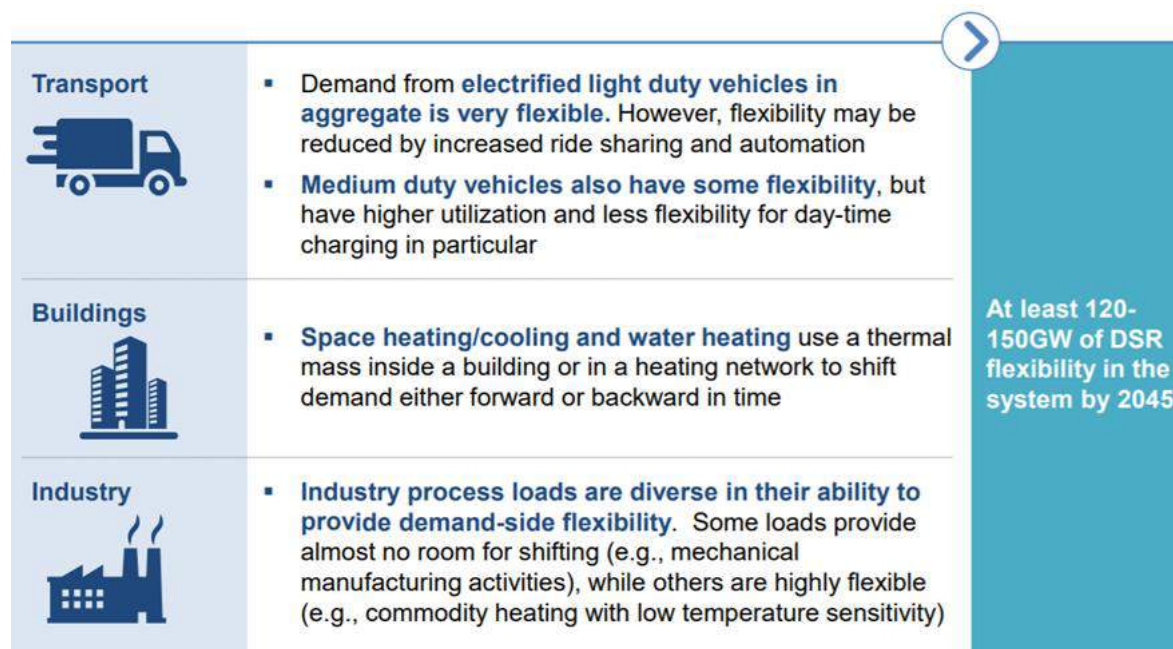 Transport
▪ Demand from electrified light duty vehicles in
aggregate is very flexible. However, flexibility may be
reduced by increased ride sharing and automation
▪ Medium duty vehicles also have some flexibility, but
have higher utilization and less flexibility for day-time
charging in particular
Buildings
▪ Space heating/cooling and water heating use a thermal
mass inside a building or in a heating network to shift
demand either forward or backward in time
Industry
▪ Industry process loads are diverse in their ability to
provide demand-side flexibility.  Some loads provide
almost no room for shifting (e.g., mechanical
manufacturing activities), while others are highly flexible
(e.g., commodity heating with low temperature sensitivity)
At least 120-
150GW of DSR
flexibility in the
system by 2045